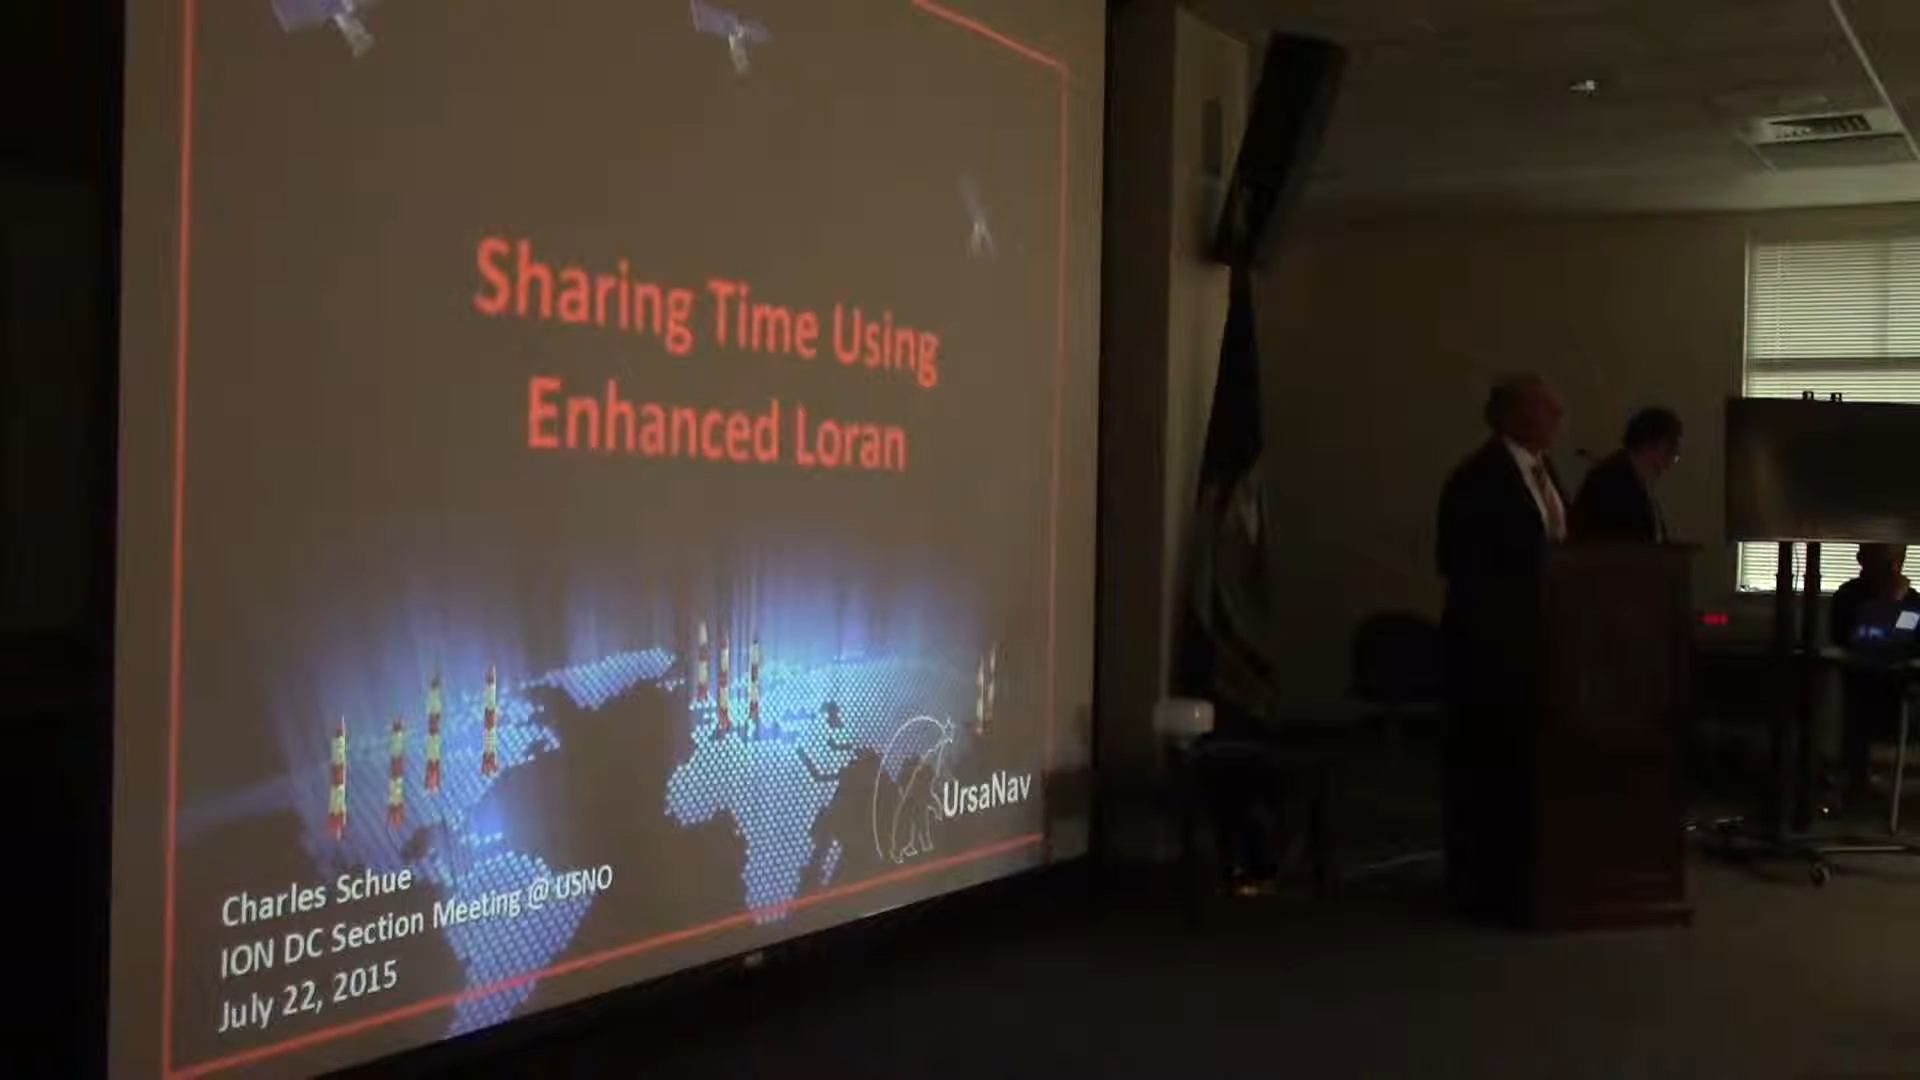 Sharing Time Using
Enhanced Loran
UrsaNav
Charles Schue
ION DC Section Meeting @ USNO
July 22, 2015